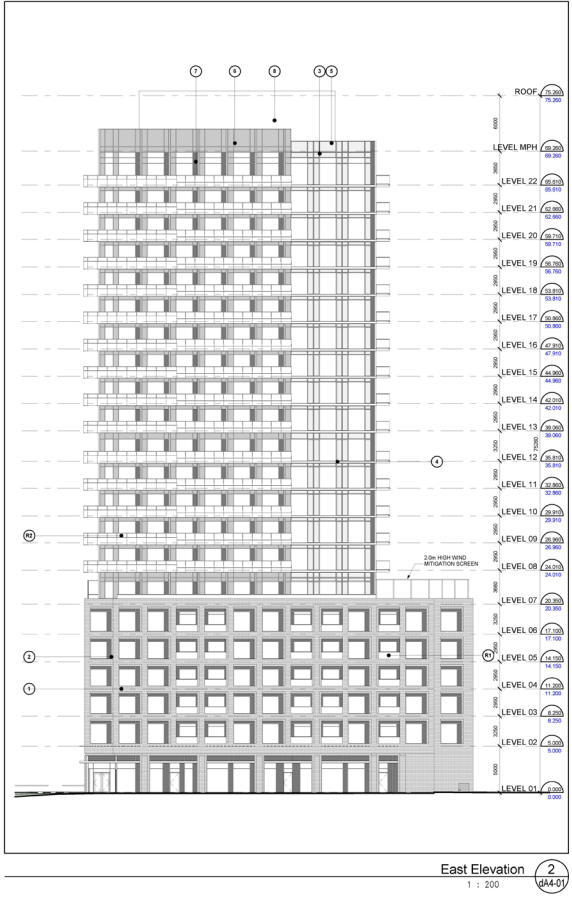 7 6 8 3 5
ROOF 75.260
75.260
6000
LEVEL MPH 69.260
69.260
3650
LEVEL 22 65.610
65.610
2950
LEVEL 21 62.660
62.660
2950
LEVEL 20 59.710
59.710
2950
LEVEL 19 56.760
56.760
2950
LEVEL 18 53.810
53.810
2950
LEVEL 17 50.860
50.860
2950
LEVEL 16 47.910
47.910
2950
LEVEL 15 44.960
44.960
2950
LEVEL 14 42.010
42.010
2950
LEVEL 13 39.060
39.060
3250
75260
LEVEL 12 35.810
35.810
4
2950
LEVEL 11 32.860
32.860
2950
LEVEL 10 29.910
29.910
2950
R2
LEVEL 09 26.960
26.960
2950
2.0m HIGH WIND
MITIGATION SCREEN
LEVEL 08 24.010
24.010
3660
LEVEL 07 20.350
20.350
3250
LEVEL 06 17.100
17.100
2950
2
R1
LEVEL 05 14.150
14.150
2950
1
LEVEL 04 11.200
11.200
2950
LEVEL 03 8.250
8.250
3250
LEVEL 02 5.000
5.000
5000
LEVEL 01 0.000
0.000
East Elevation 2
1 : 200 dA4-01